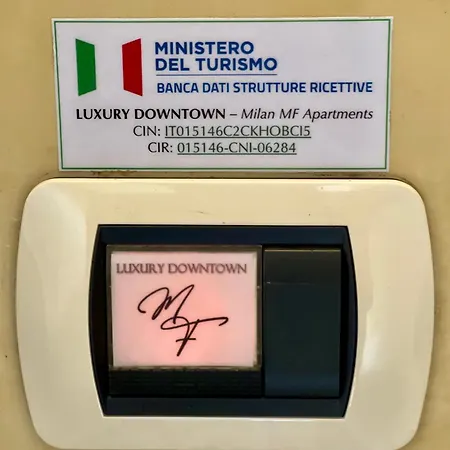 MINISTERO
DEL TURISMO
BANCA DATI STRUTTURE RICETTIVE
LUXURY DOWNTOWN – Milan MF Apartments
CIN: IT015146C2CKHOBCI5
CIR: 015146-CNI-06284
LUXURY DOWNTOWN
MF